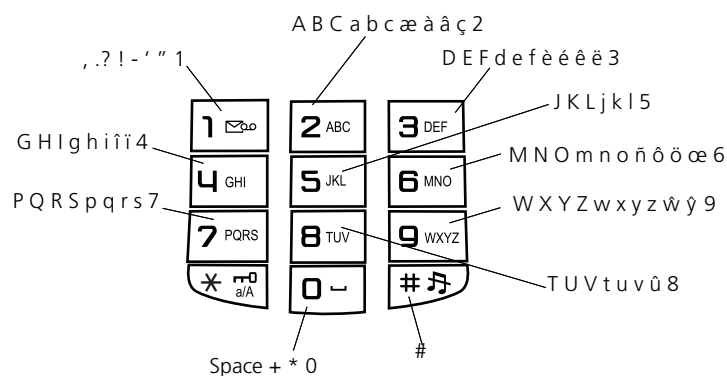 A B C a b c æ à â ç 2
, .? ! - ‘ ” 1
D E F d e f è é ê ë 3
J K L j k l 5
1
2 ABC
3 DEF
G H I g h i î ï 4
M N O m n o ñ ô ö œ 6
4 GHI
5 JKL
6 MNO
P Q R S p q r s 7
W X Y Z w x y z ŵ ŷ 9
7 PQRS
8 TUV
9 WXYZ
T U V t u v û 8
* a/A
0
#
#
Space + * 0